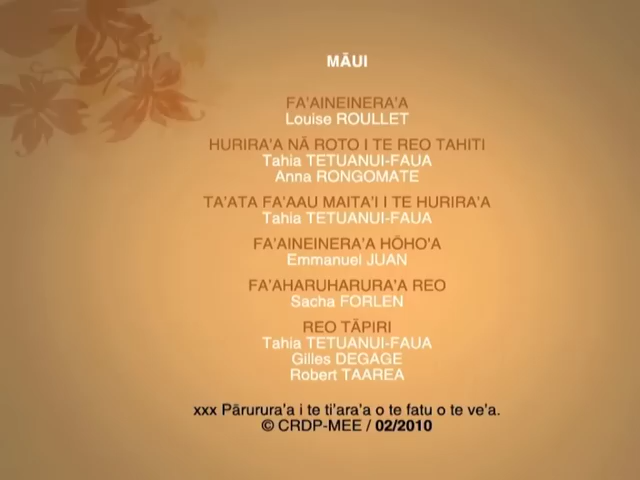 MĀUI
FA'AINEINERA'A
Louise ROULLET
HURIRA'A NĀ ROTO I TE REO TAHITI
Tahia TETUANUI-FAUA
Anna RONGOMATE
TA'ATA FA'AAU MAITA'I I TE HURIRA'A
Tahia TETUANUI-FAUA
FA'AINEINERA'A HŌHO'A
Emmanuel JUAN
FA'AHARUHARURA'A REO
Sacha FORLEN
REO TĀPIRI
Tahia TETUANUI-FAUA
Gilles DEGAGE
Robert TAAREA
xxx Pārurura'a i te ti'ara'a o te fatu o te ve'a.
© CRDP-MEE / 02/2010